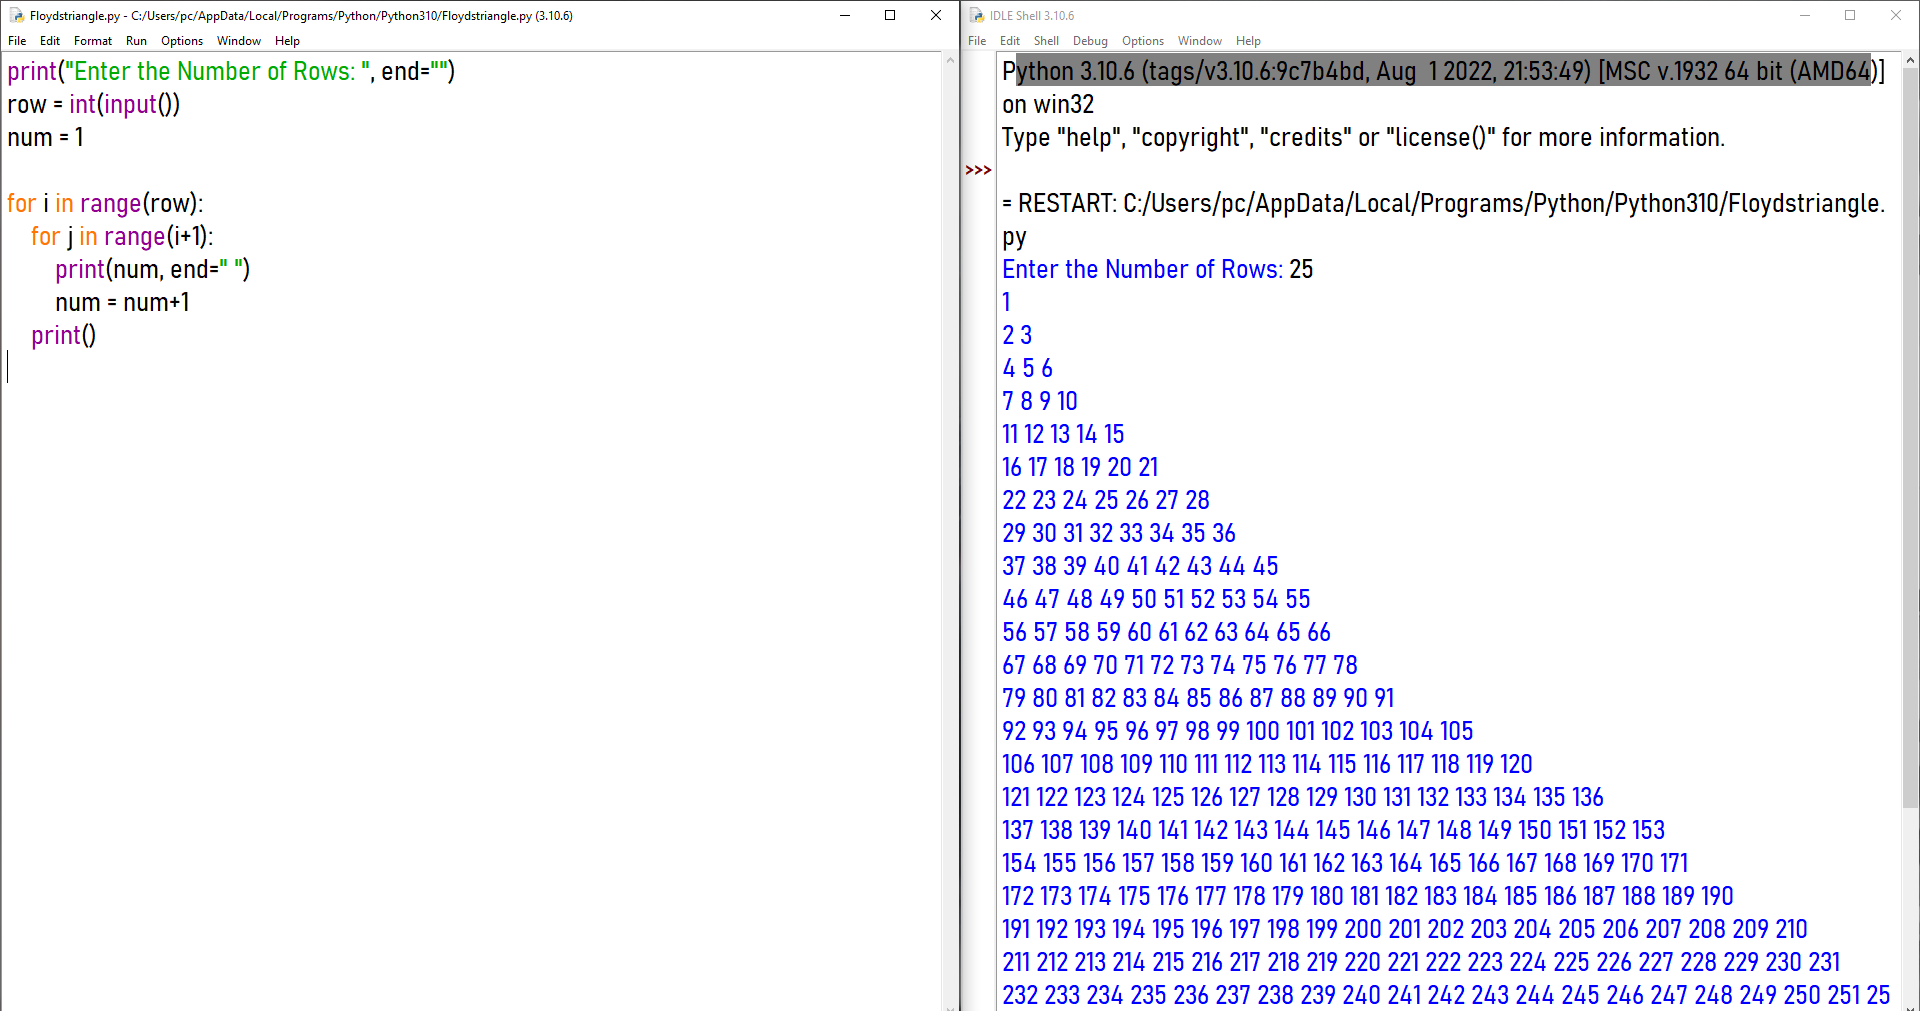 Floydstriangle.py - C:/Users/pc/AppData/Local/Programs/Python/Python310/Floydstriangle.py (3.10.6)
File Edit Format Run Options Window Help
print("Enter the Number of Rows: ", end="")
row = int(input())
num = 1
for i in range(row):
    for j in range(i+1):
        print(num, end=" ")
        num = num+1
    print()
IDLE Shell 3.10.6
File Edit Shell Debug Options Window Help
Python 3.10.6 (tags/v3.10.6:9c7b4bd, Aug  1 2022, 21:53:49) [MSC v.1932 64 bit (AMD64)]
on win32
Type "help", "copyright", "credits" or "license()" for more information.
>>>
= RESTART: C:/Users/pc/AppData/Local/Programs/Python/Python310/Floydstriangle.
py
Enter the Number of Rows: 25
1
2 3
4 5 6
7 8 9 10
11 12 13 14 15
16 17 18 19 20 21
22 23 24 25 26 27 28
29 30 31 32 33 34 35 36
37 38 39 40 41 42 43 44 45
46 47 48 49 50 51 52 53 54 55
56 57 58 59 60 61 62 63 64 65 66
67 68 69 70 71 72 73 74 75 76 77 78
79 80 81 82 83 84 85 86 87 88 89 90 91
92 93 94 95 96 97 98 99 100 101 102 103 104 105
106 107 108 109 110 111 112 113 114 115 116 117 118 119 120
121 122 123 124 125 126 127 128 129 130 131 132 133 134 135 136
137 138 139 140 141 142 143 144 145 146 147 148 149 150 151 152 153
154 155 156 157 158 159 160 161 162 163 164 165 166 167 168 169 170 171
172 173 174 175 176 177 178 179 180 181 182 183 184 185 186 187 188 189 190
191 192 193 194 195 196 197 198 199 200 201 202 203 204 205 206 207 208 209 210
211 212 213 214 215 216 217 218 219 220 221 222 223 224 225 226 227 228 229 230 231
232 233 234 235 236 237 238 239 240 241 242 243 244 245 246 247 248 249 250 251 25